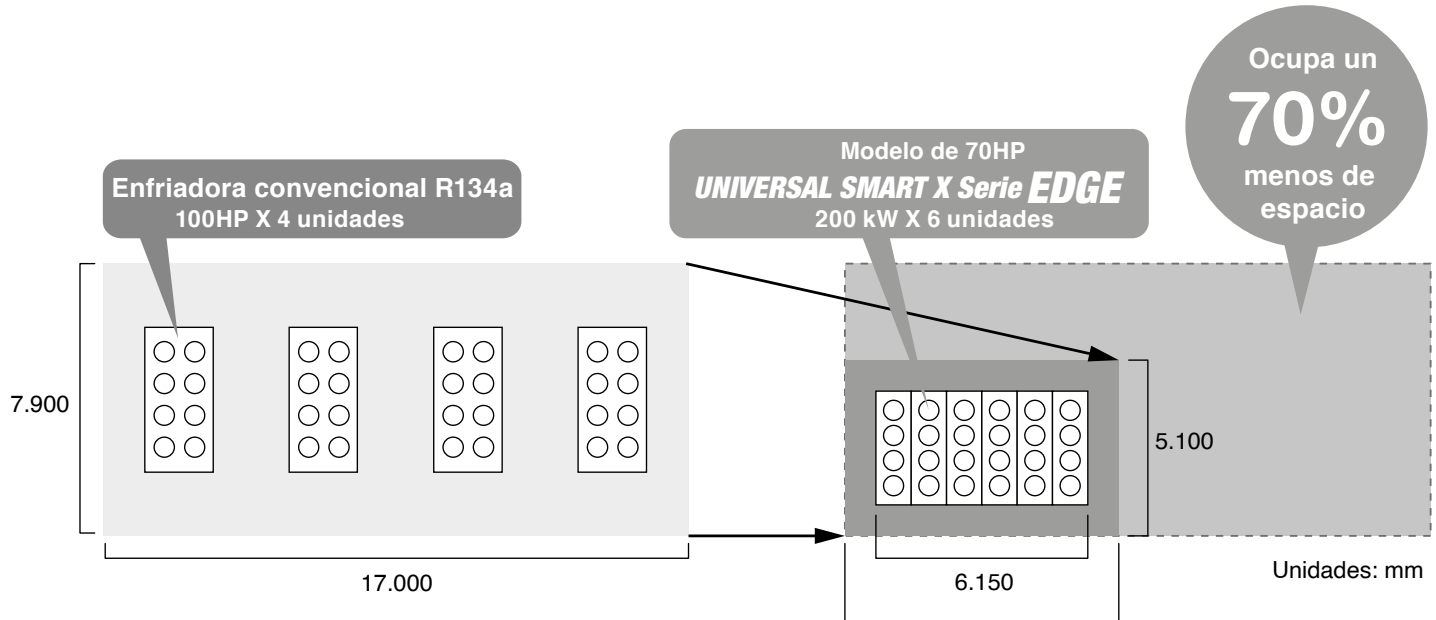 Ocupa un
70%
menos de
espacio
Modelo de 70HP
UNIVERSAL SMART X Serie EDGE
200 kW X 6 unidades
Enfriadora convencional R134a
100HP X 4 unidades
7.900
5.100
17.000
6.150
Unidades: mm